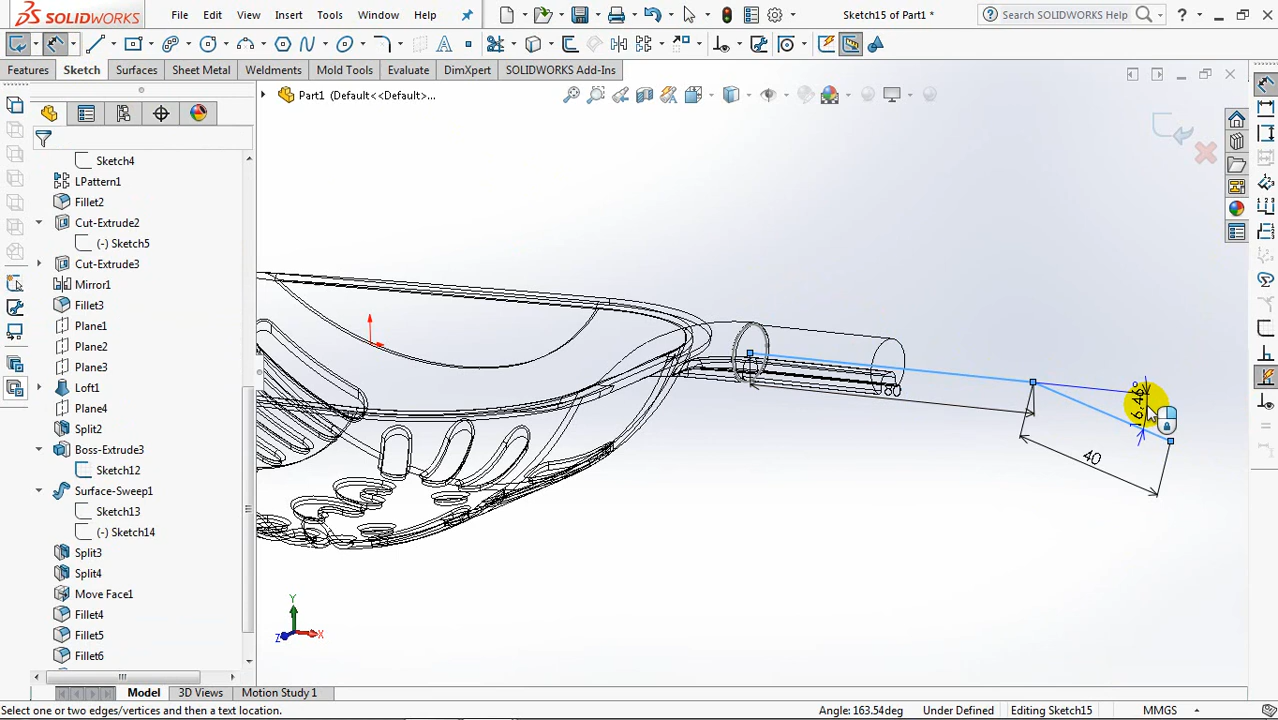 SOLIDWORKS
File
Edit
View
Insert
Tools
Window
Help
Sketch15 of Part1 *
Search SOLIDWORKS Help
?
Features
Sketch
Surfaces
Sheet Metal
Weldments
Mold Tools
Evaluate
DimXpert
SOLIDWORKS Add-Ins
Part1 (Default<<Default>...
Sketch4
LPattern1
Fillet2
Cut-Extrude2
(-) Sketch5
Cut-Extrude3
Mirror1
Fillet3
Plane1
Plane2
Plane3
Loft1
Plane4
Split2
Boss-Extrude3
Sketch12
Surface-Sweep1
Sketch13
(-) Sketch14
Split3
Split4
Move Face1
Fillet4
Fillet5
Fillet6
80
16.46°
40
Y
Z
X
Model
3D Views
Motion Study 1
Select one or two edges/vertices and then a text location.
Angle: 163.54deg
Under Defined
Editing Sketch15
MMGS